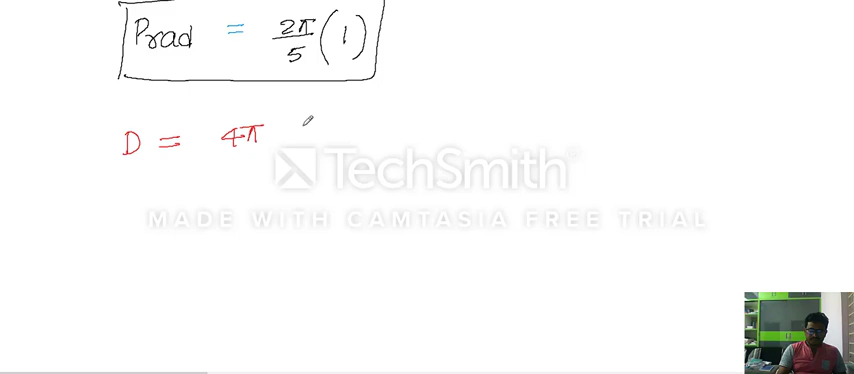 Prad = 2π/5 (1)
D = 4π
TechSmith
MADE WITH CAMTASIA FREE TRIAL